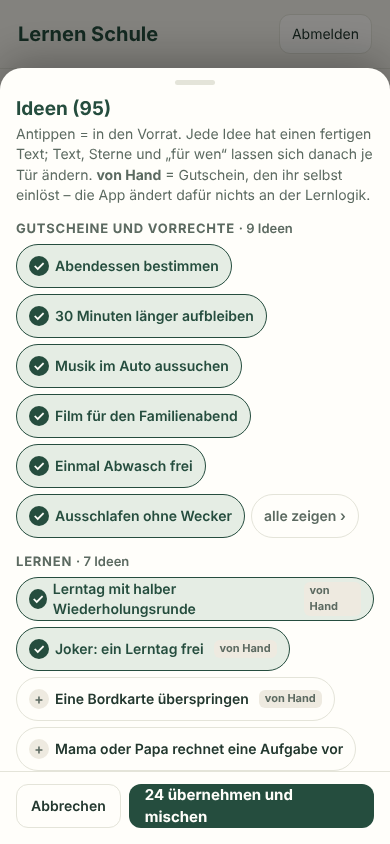 Lernen Schule
Abmelden
Ideen (95)
Antippen = in den Vorrat. Jede Idee hat einen fertigen
Text; Text, Sterne und „für wen“ lassen sich danach je
Tür ändern. von Hand = Gutschein, den ihr selbst
einlöst – die App ändert dafür nichts an der Lernlogik.
GUTSCHEINE UND VORRECHTE · 9 Ideen
Abendessen bestimmen
30 Minuten länger aufbleiben
Musik im Auto aussuchen
Film für den Familienabend
Einmal Abwasch frei
Ausschlafen ohne Wecker
alle zeigen ›
LERNEN · 7 Ideen
Lerntag mit halber
Wiederholungsrunde
von
Hand
Joker: ein Lerntag frei
von Hand
+ Eine Bordkarte überspringen
von Hand
+ Mama oder Papa rechnet eine Aufgabe vor
Abbrechen
24 übernehmen und
mischen